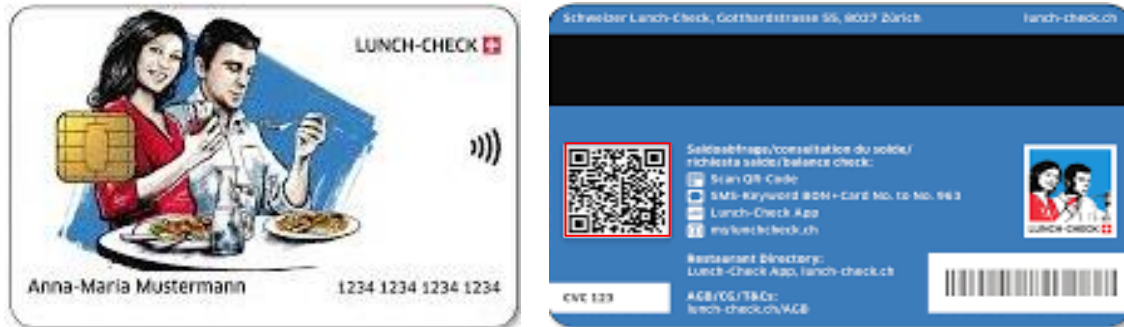 LUNCH-CHECK
Anna-Maria Mustermann
1234 1234 1234 1234
Schweizer Lunch-Check, Gotthardstrasse 55, 8027 Zürich
lunch-check.ch
Saldoabfrage/consultation du solde/
richiesta saldo/balance check:
Scan QR-Code
SMS-Keyword BON+Card No. to No. 963
Lunch-Check App
mylunchcheck.ch
LUNCH-CHECK
Restaurant Directory:
Lunch-Check App, lunch-check.ch
CVC 123
AGB/CG/T&Cs:
lunch-check.ch/AGB